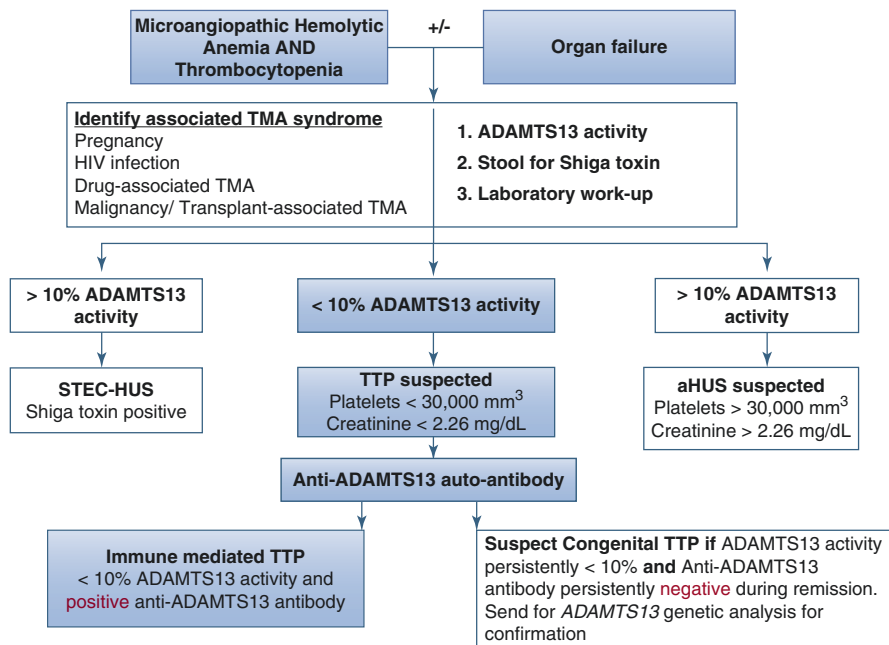 Microangiopathic Hemolytic
Anemia AND
Thrombocytopenia
+/-
Organ failure
Identify associated TMA syndrome
Pregnancy
HIV infection
Drug-associated TMA
Malignancy/ Transplant-associated TMA
1. ADAMTS13 activity
2. Stool for Shiga toxin
3. Laboratory work-up
> 10% ADAMTS13
activity
< 10% ADAMTS13 activity
> 10% ADAMTS13
activity
STEC-HUS
Shiga toxin positive
TTP suspected
Platelets < 30,000 mm³
Creatinine < 2.26 mg/dL
aHUS suspected
Platelets > 30,000 mm³
Creatinine > 2.26 mg/dL
Anti-ADAMTS13 auto-antibody
Immune mediated TTP
< 10% ADAMTS13 activity and
positive anti-ADAMTS13 antibody
Suspect Congenital TTP if ADAMTS13 activity
persistently < 10% and Anti-ADAMTS13
antibody persistently negative during remission.
Send for ADAMTS13 genetic analysis for
confirmation